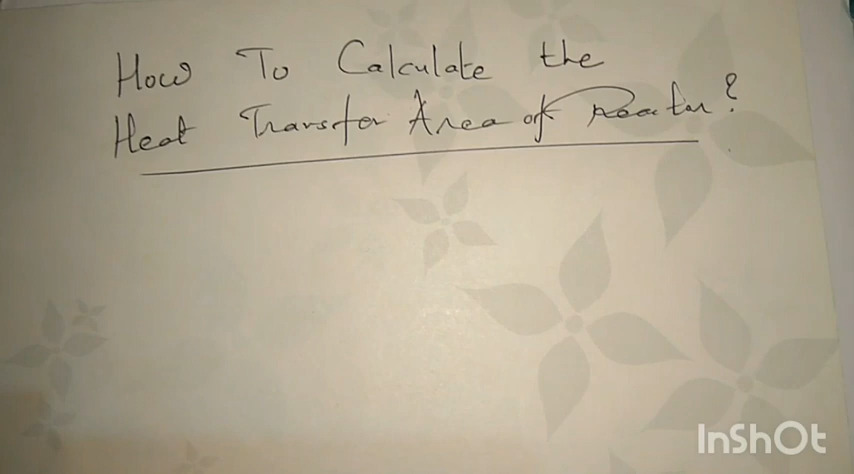 How To Calculate the
Heat Transfer Area of Reactor?
InShOt